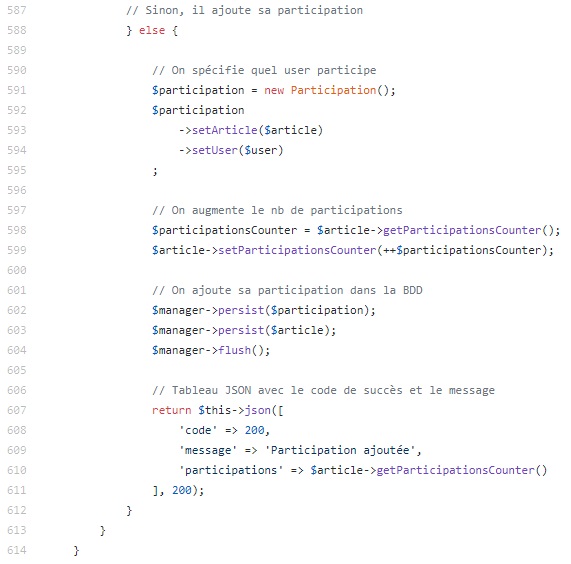 587 // Sinon, il ajoute sa participation
588 } else {
589
590 // On spécifie quel user participe
591 $participation = new Participation();
592 $participation
593 ->setArticle($article)
594 ->setUser($user)
595 ;
596
597 // On augmente le nb de participations
598 $participationsCounter = $article->getParticipationsCounter();
599 $article->setParticipationsCounter(++$participationsCounter);
600
601 // On ajoute sa participation dans la BDD
602 $manager->persist($participation);
603 $manager->persist($article);
604 $manager->flush();
605
606 // Tableau JSON avec le code de succès et le message
607 return $this->json([
608 'code' => 200,
609 'message' => 'Participation ajoutée',
610 'participations' => $article->getParticipationsCounter()
611 ], 200);
612 }
613 }
614 }